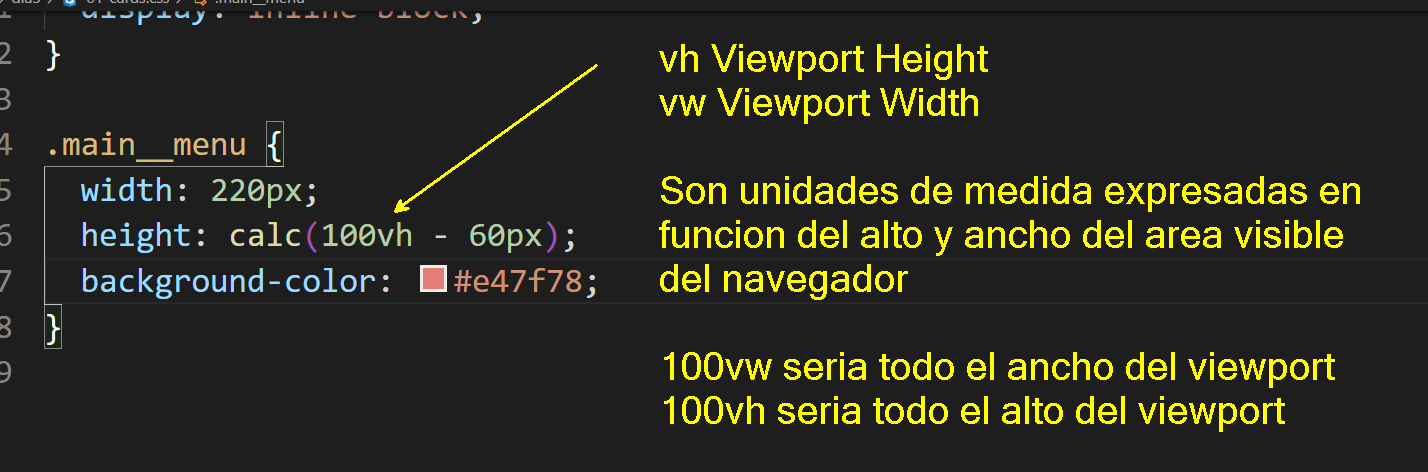 dias > 01-cards.css > .main__menu
1 display: inline-block;
2 }
3
4 .main__menu {
5 width: 220px;
6 height: calc(100vh - 60px);
7 background-color: #e47f78;
8 }
9
vh Viewport Height
vw Viewport Width
Son unidades de medida expresadas en
funcion del alto y ancho del area visible
del navegador
100vw seria todo el ancho del viewport
100vh seria todo el alto del viewport